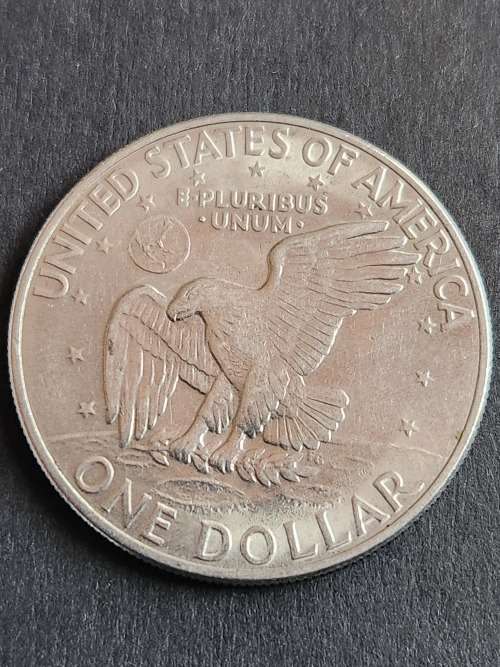 UNITED STATES OF AMERICA
E PLURIBUS
·UNUM·
ONE DOLLAR